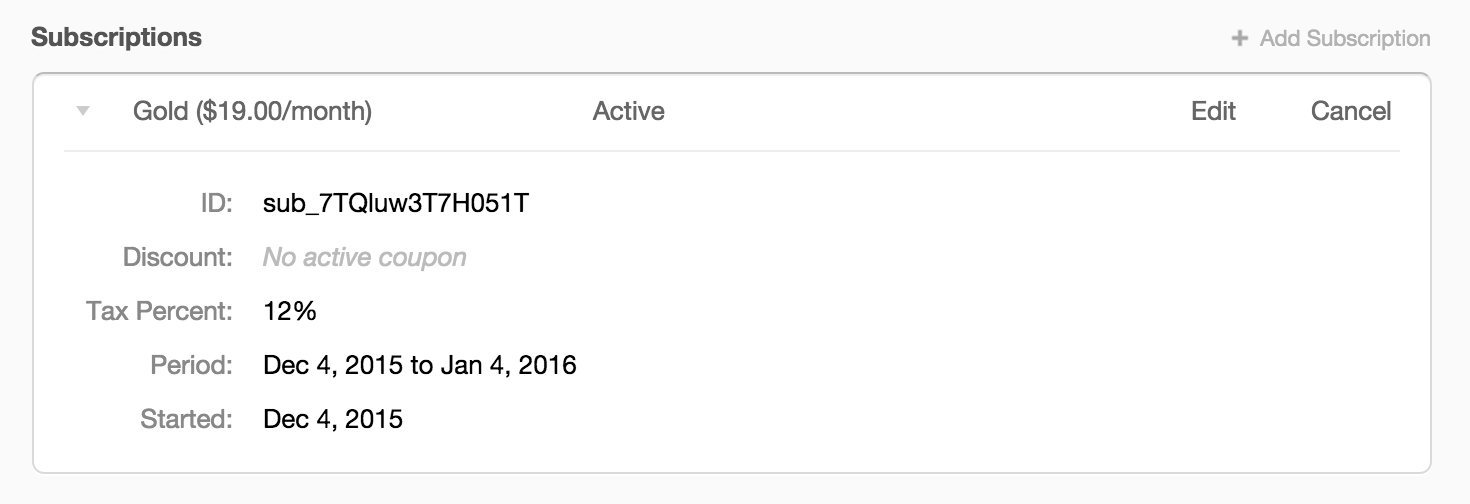 Subscriptions
+ Add Subscription
Gold ($19.00/month) Active Edit Cancel
ID: sub_7TQluw3T7H051T
Discount: No active coupon
Tax Percent: 12%
Period: Dec 4, 2015 to Jan 4, 2016
Started: Dec 4, 2015